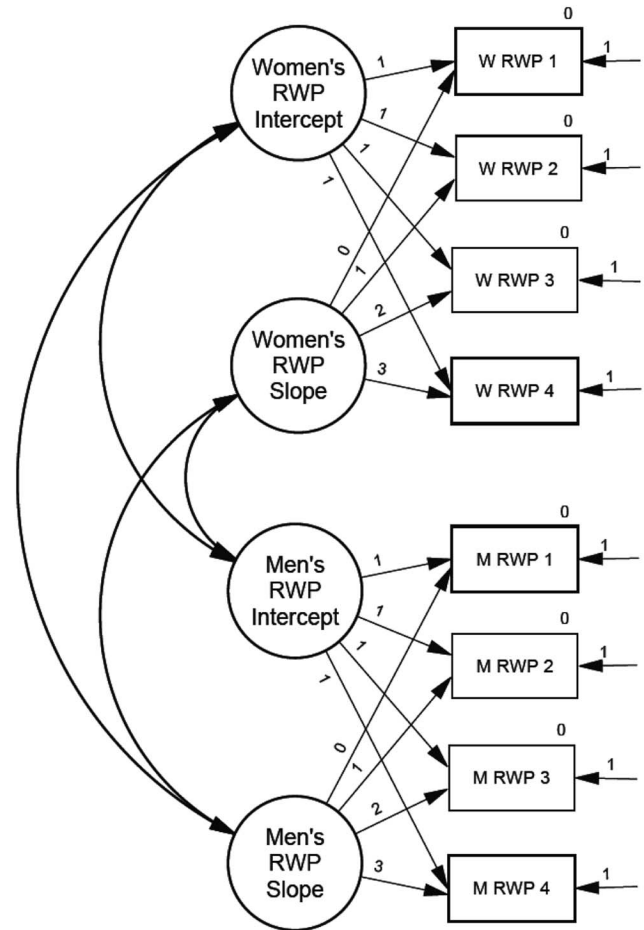 0
Women's
RWP
Intercept
1
W RWP 1
1
0
1
W RWP 2
1
1
0
1
W RWP 3
1
0
1
0
Women's
RWP
Slope
2
3
W RWP 4
1
0
Men's
RWP
Intercept
1
M RWP 1
1
0
1
M RWP 2
1
1
0
1
M RWP 3
1
0
1
0
Men's
RWP
Slope
2
3
M RWP 4
1